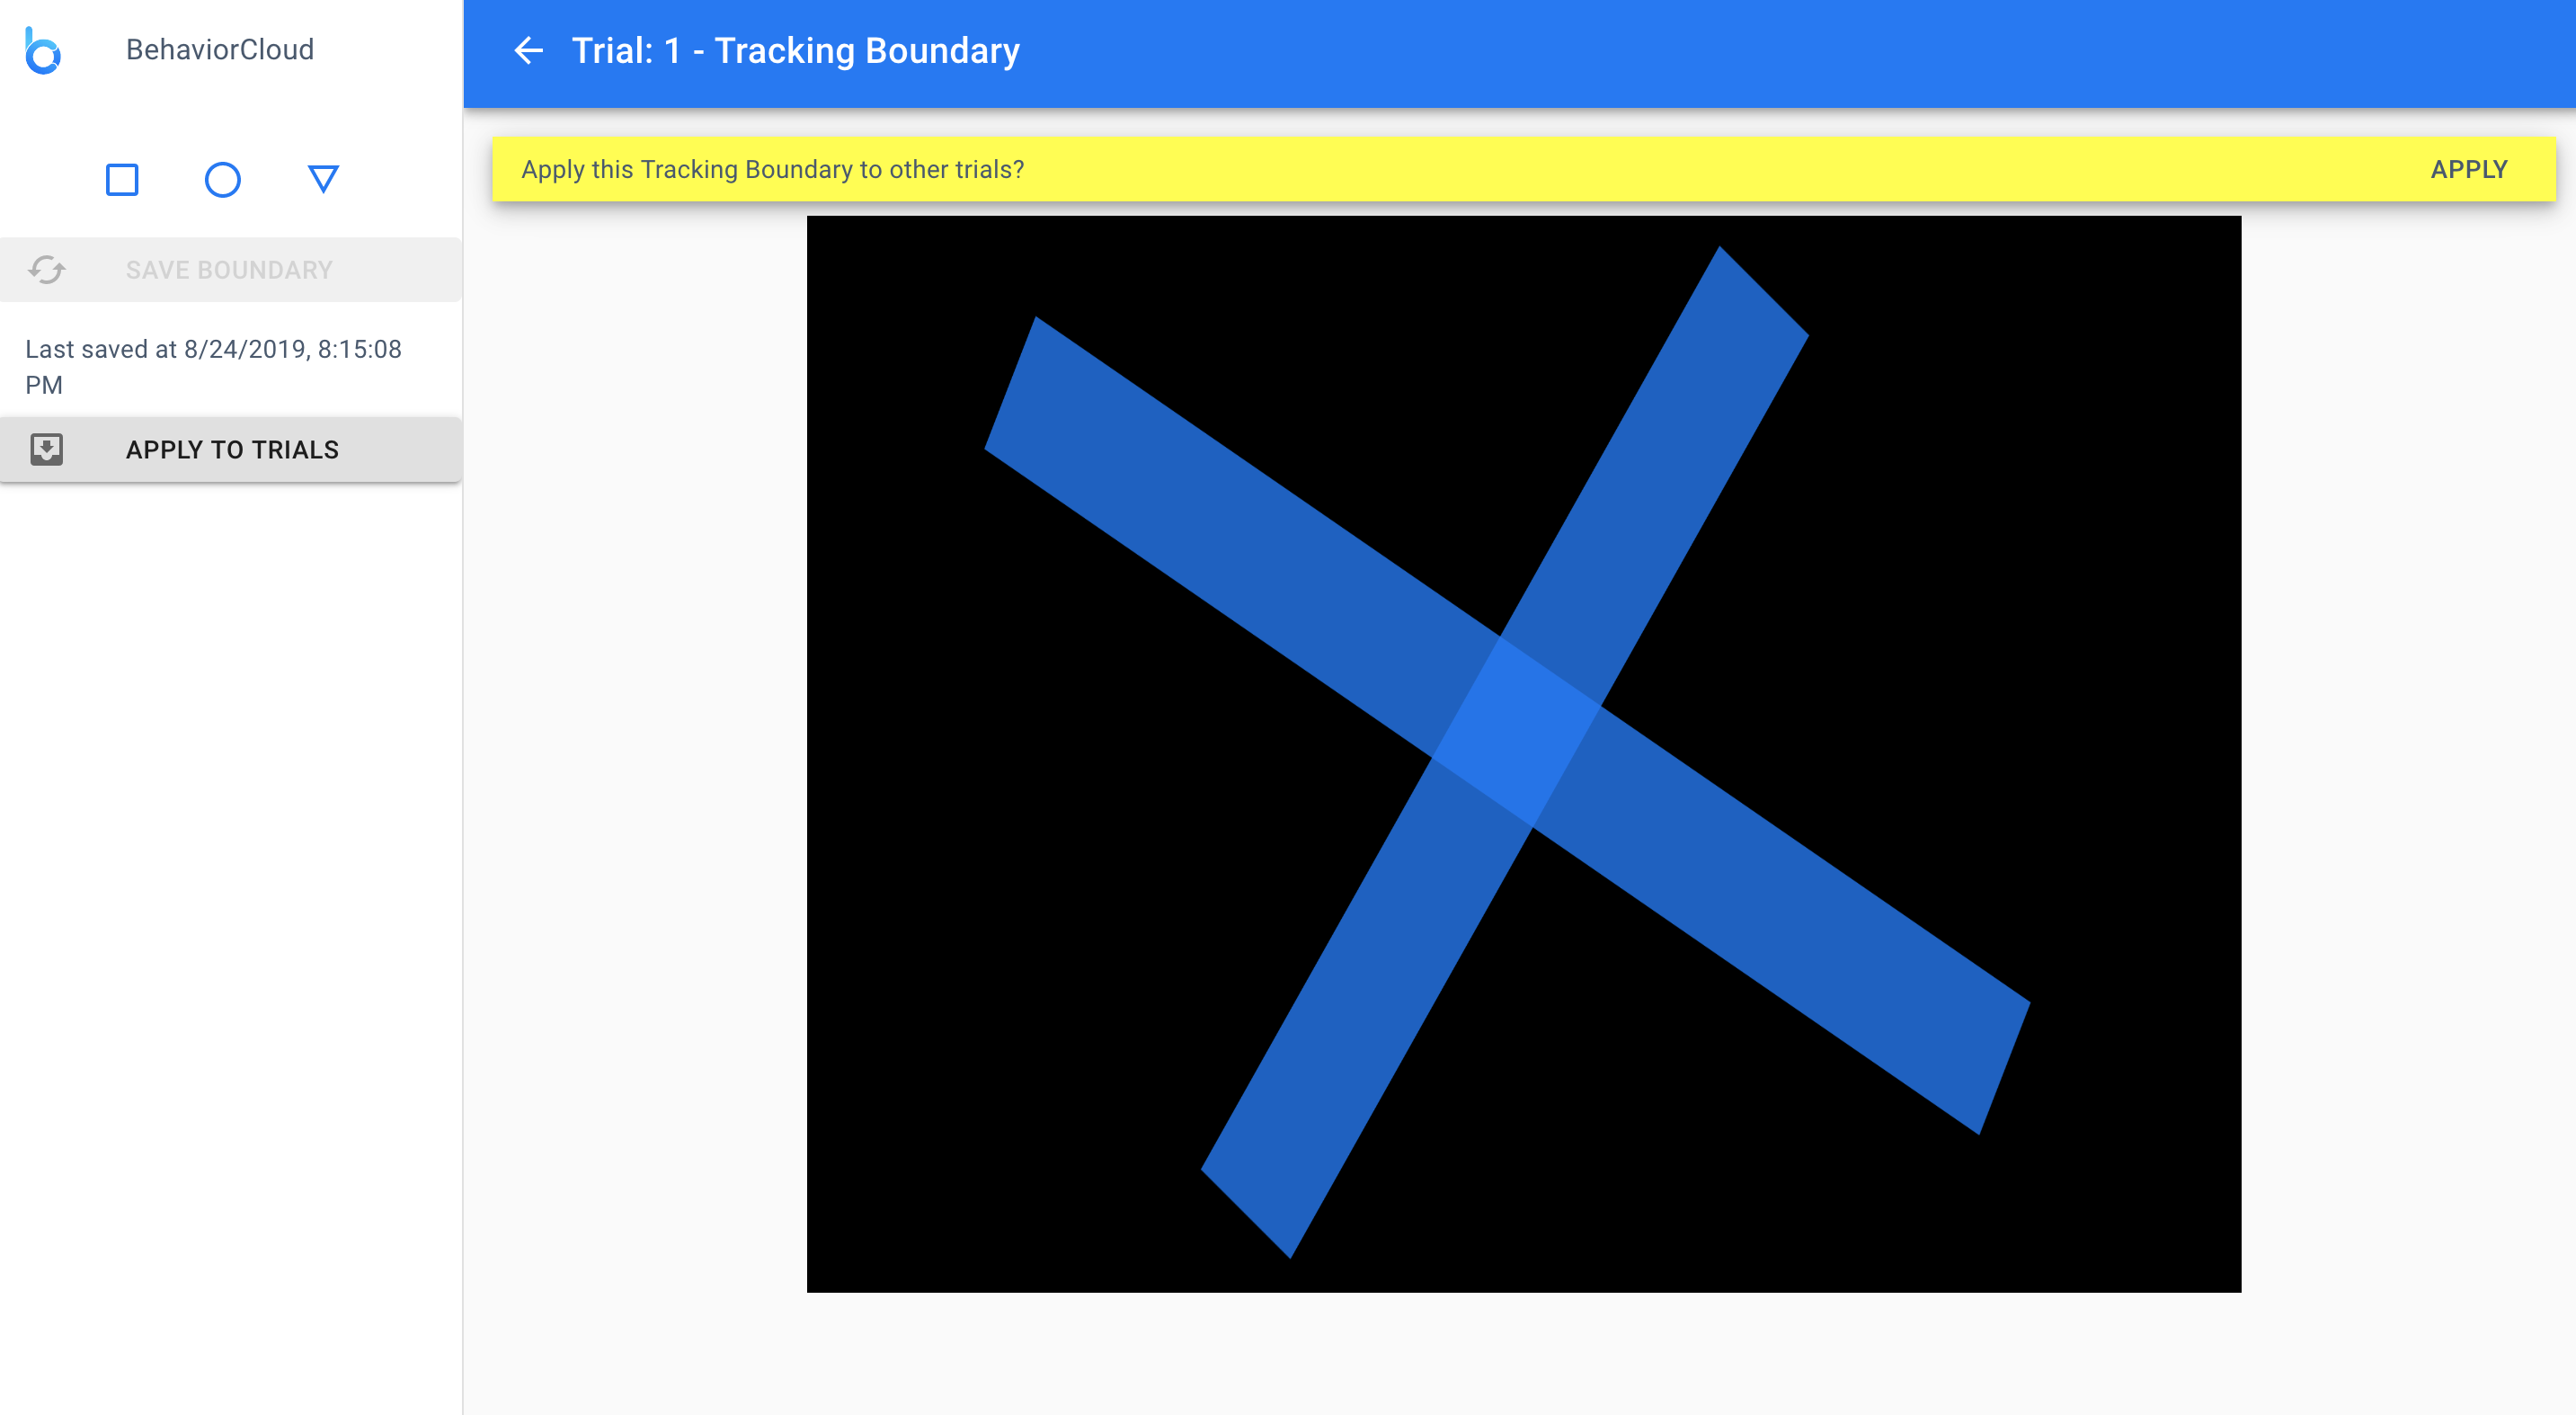 BehaviorCloud
Trial: 1 - Tracking Boundary
Apply this Tracking Boundary to other trials?
APPLY
SAVE BOUNDARY
Last saved at 8/24/2019, 8:15:08
PM
APPLY TO TRIALS